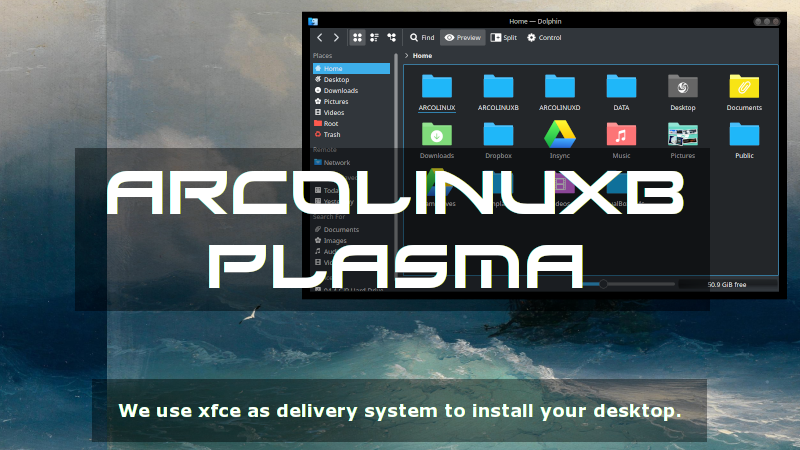 Home — Dolphin
Find Preview Split Control
Places
Home
Desktop
Downloads
Pictures
Videos
Root
Trash
Remote
Network
Search For
Documents
Images
> Home
ARCOLINUX ARCOLINUXB ARCOLINUXD DATA Desktop Documents
Downloads Dropbox Insync Music Pictures Public
50.9 GiB free
ARCOLINUXB
PLASMA
We use xfce as delivery system to install your desktop.